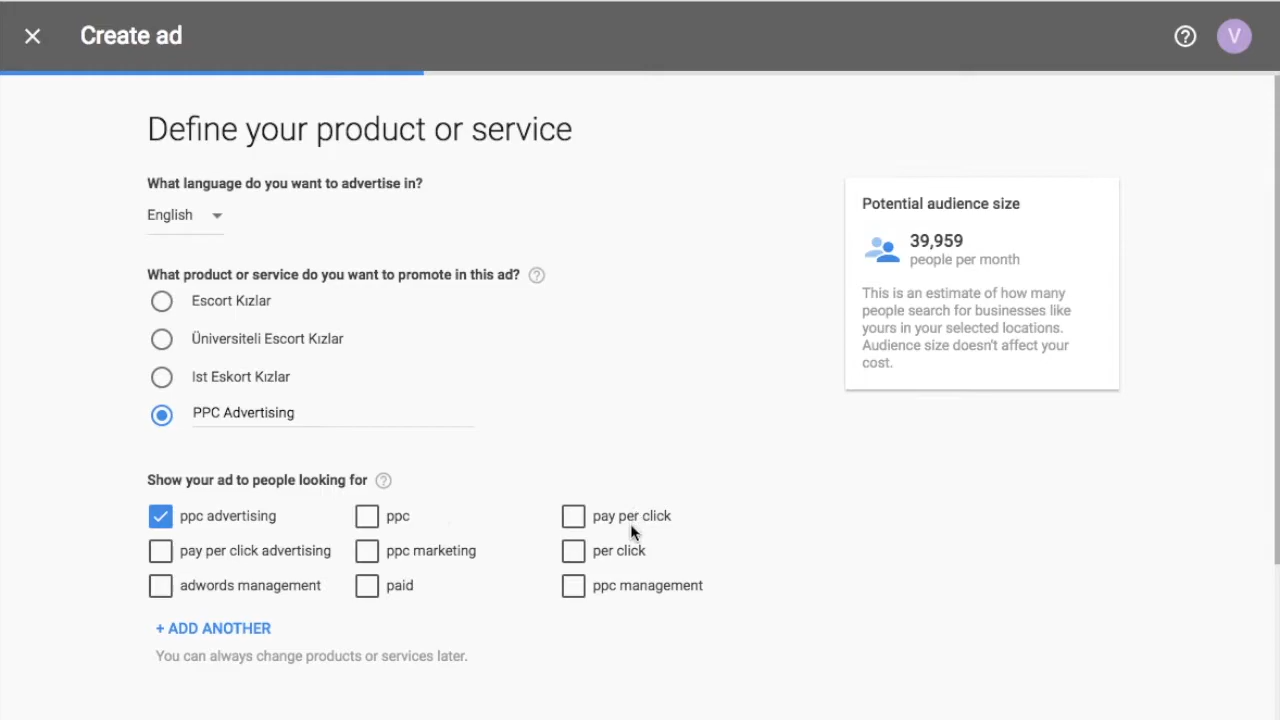 Create ad
V
Define your product or service
What language do you want to advertise in?
English
What product or service do you want to promote in this ad?
Escort Kızlar
Üniversiteli Escort Kızlar
Ist Eskort Kızlar
PPC Advertising
Show your ad to people looking for
ppc advertising ppc pay per click
pay per click advertising ppc marketing per click
adwords management paid ppc management
+ ADD ANOTHER
You can always change products or services later.
Potential audience size
39,959
people per month
This is an estimate of how many
people search for businesses like
yours in your selected locations.
Audience size doesn't affect your
cost.